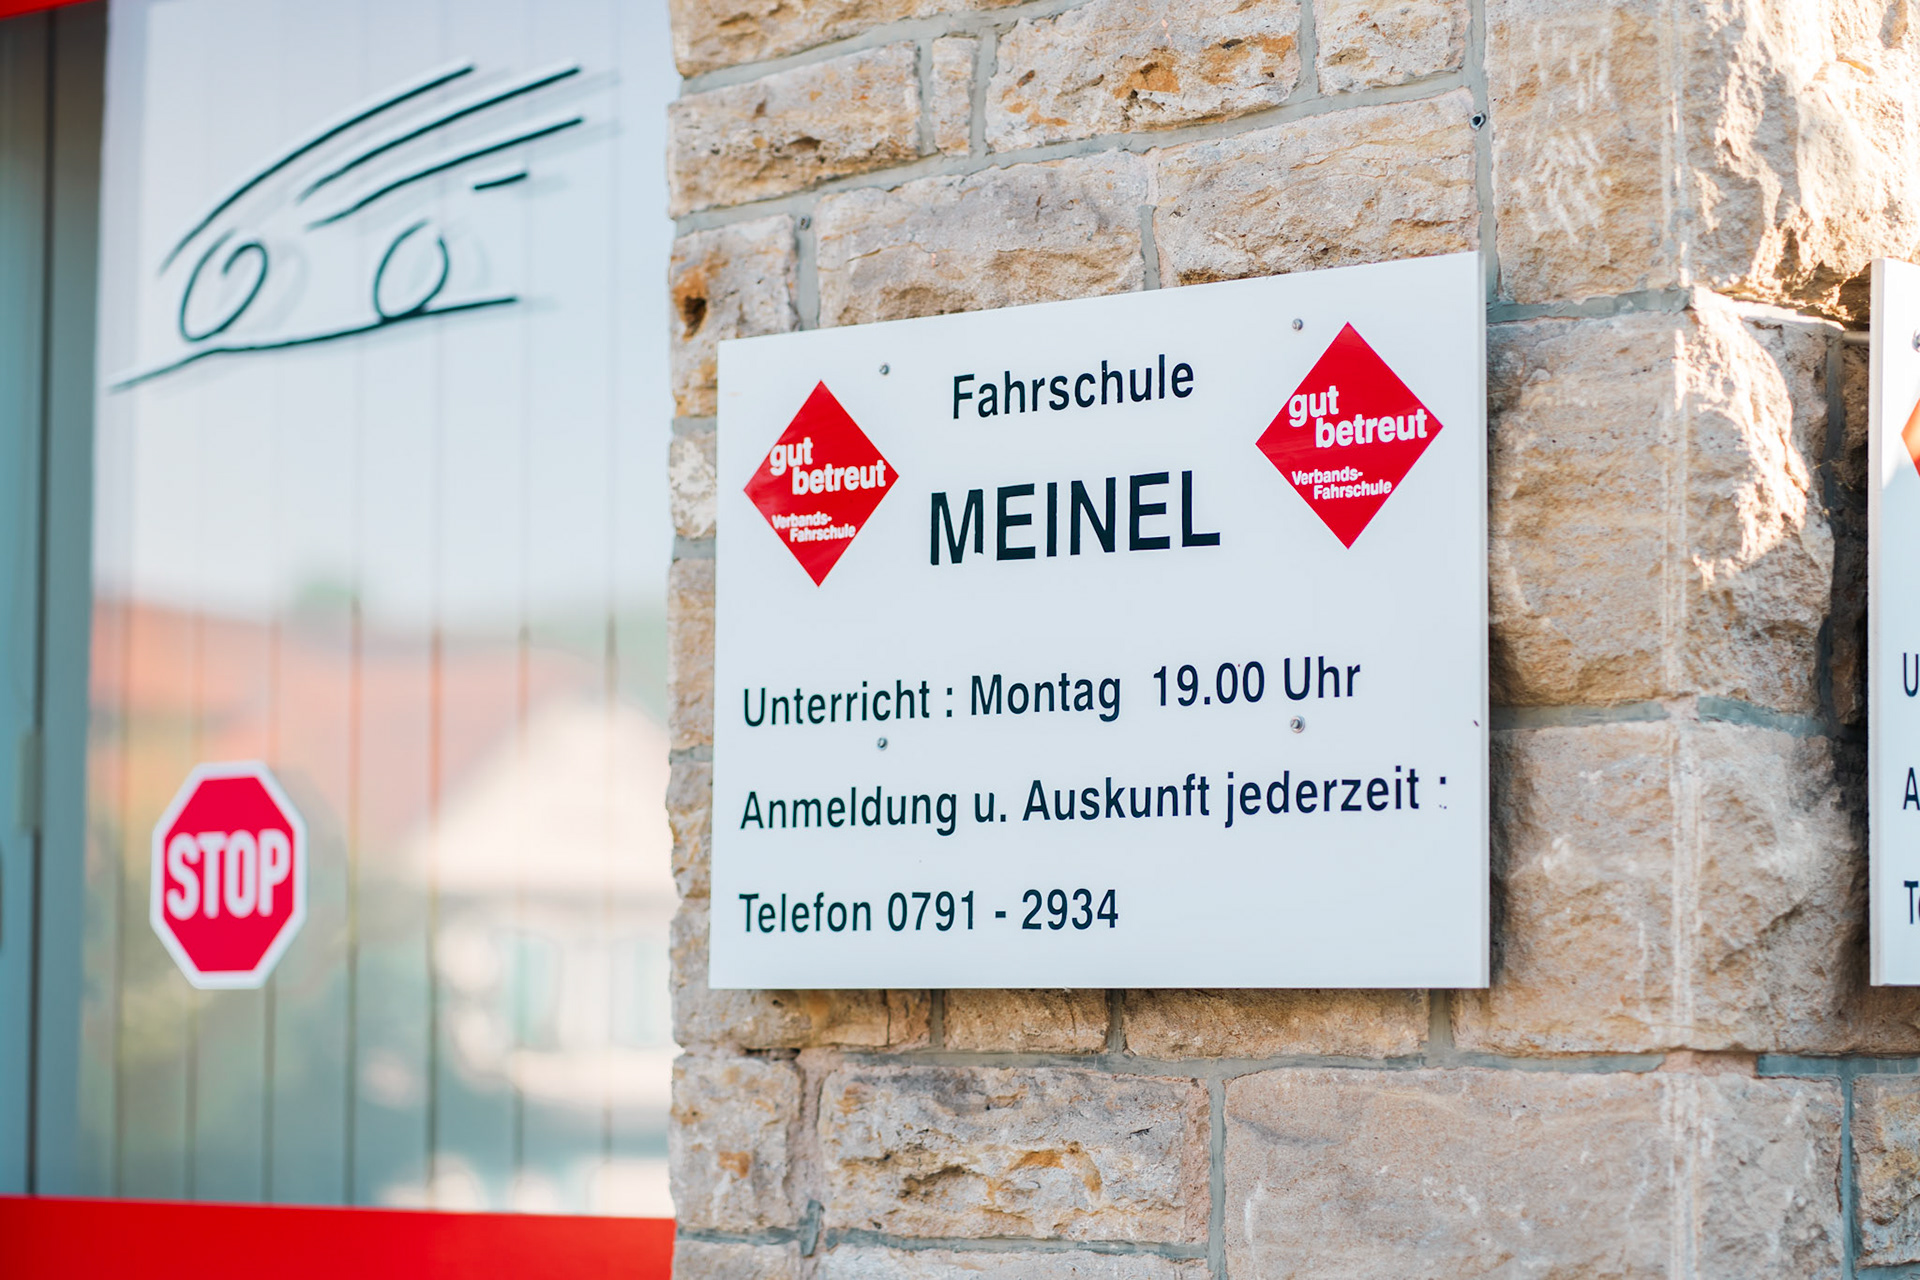 Fahrschule
MEINEL
gut
betreut
Verbands-
Fahrschule
gut
betreut
Verbands-
Fahrschule
Unterricht : Montag 19.00 Uhr
Anmeldung u. Auskunft jederzeit :
Telefon 0791 - 2934
STOP
U
A
T